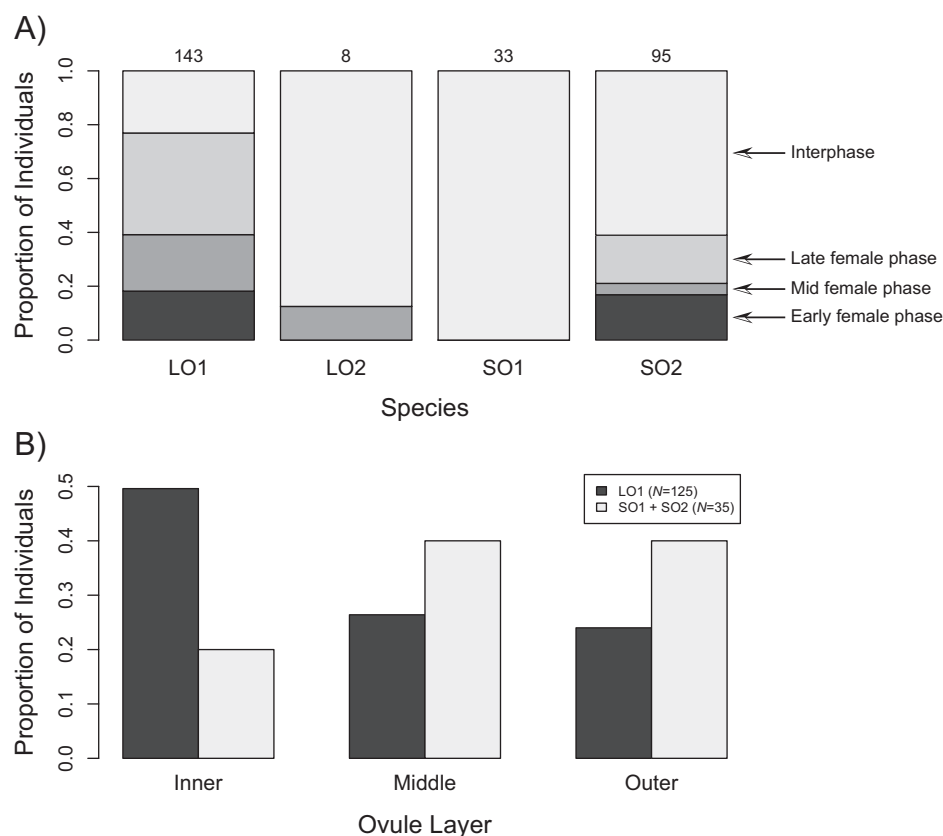 A)
143 8 33 95
Proportion of Individuals
1.0
0.8
0.6
0.4
0.2
0.0
Interphase
Late female phase
Mid female phase
Early female phase
LO1 LO2 SO1 SO2
Species
B)
Proportion of Individuals
0.5
0.4
0.3
0.2
0.1
0.0
LO1 (N=125)
SO1 + SO2 (N=35)
Inner Middle Outer
Ovule Layer